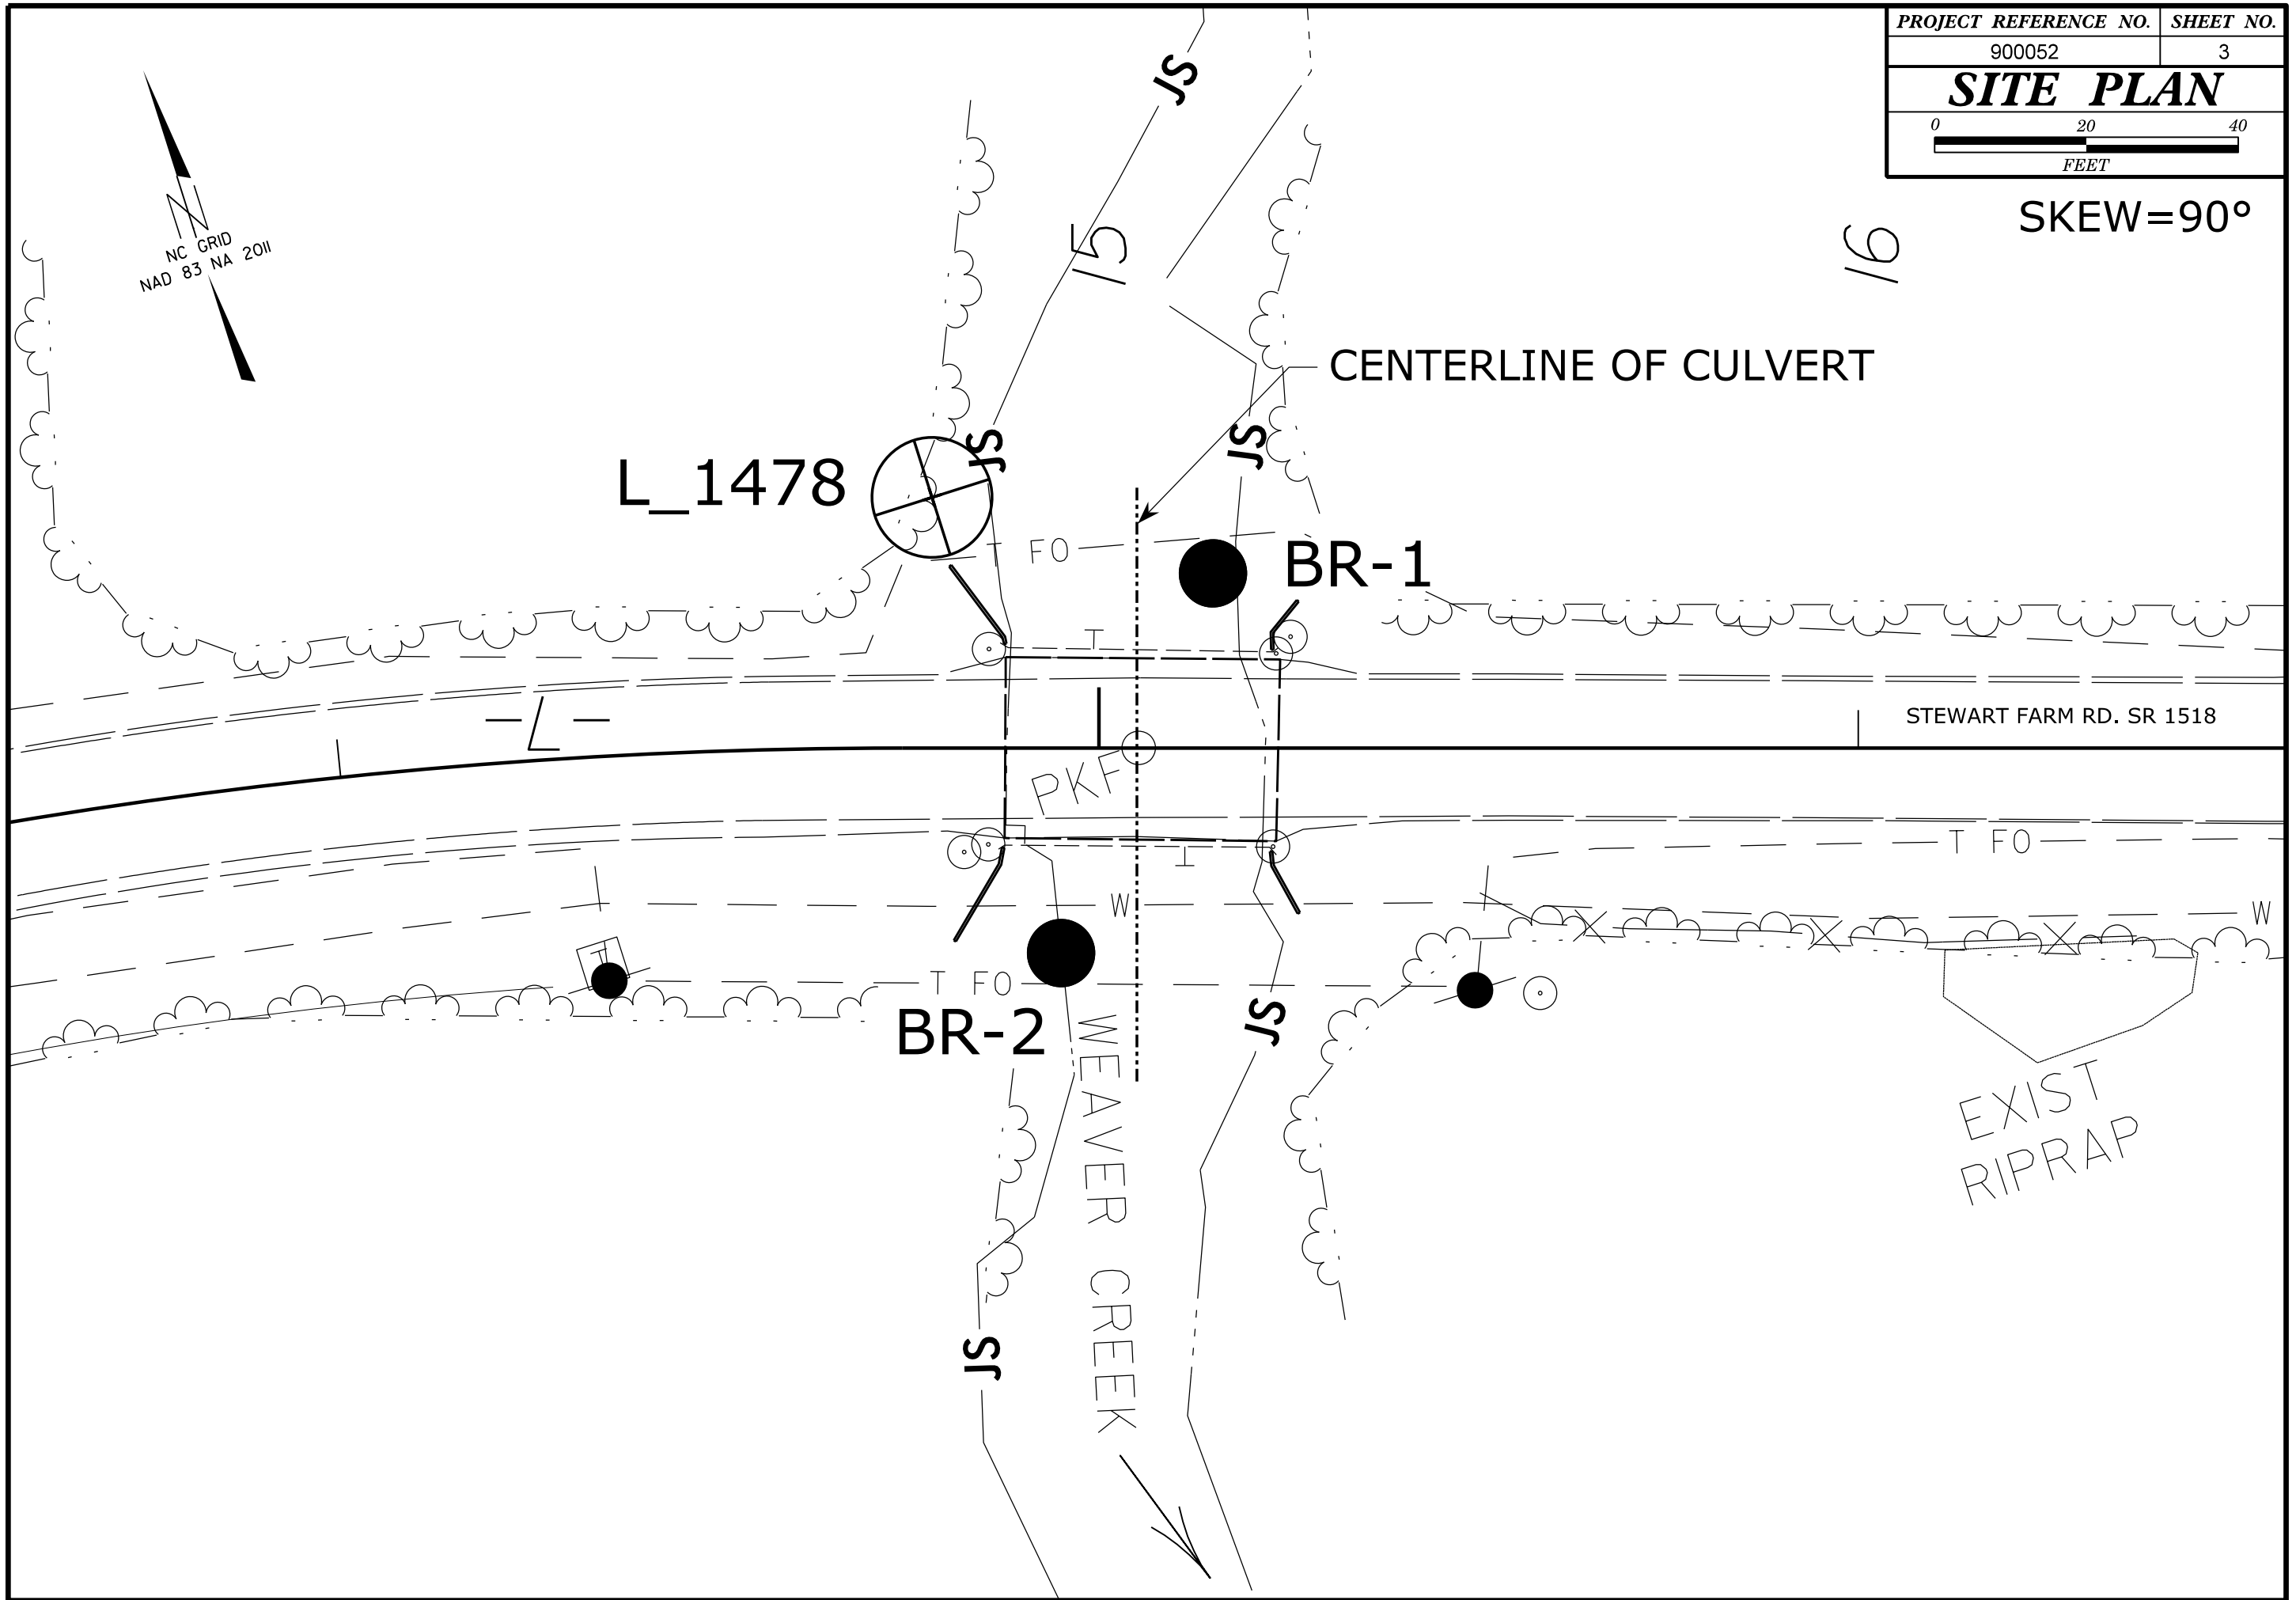 PROJECT REFERENCE NO. SHEET NO.
900052 3
SITE PLAN
0 20 40
FEET
SKEW=90°
JS
15
16
NC GRID
NAD 83 NA 2011
CENTERLINE OF CULVERT
JS
JS
L_1478
T FO
BR-1
T
-L-
STEWART FARM RD. SR 1518
PKF
T FO
T
W
W
T
T FO
BR-2
JS
WEAVER CREEK
EXIST
RIPRAP
JS